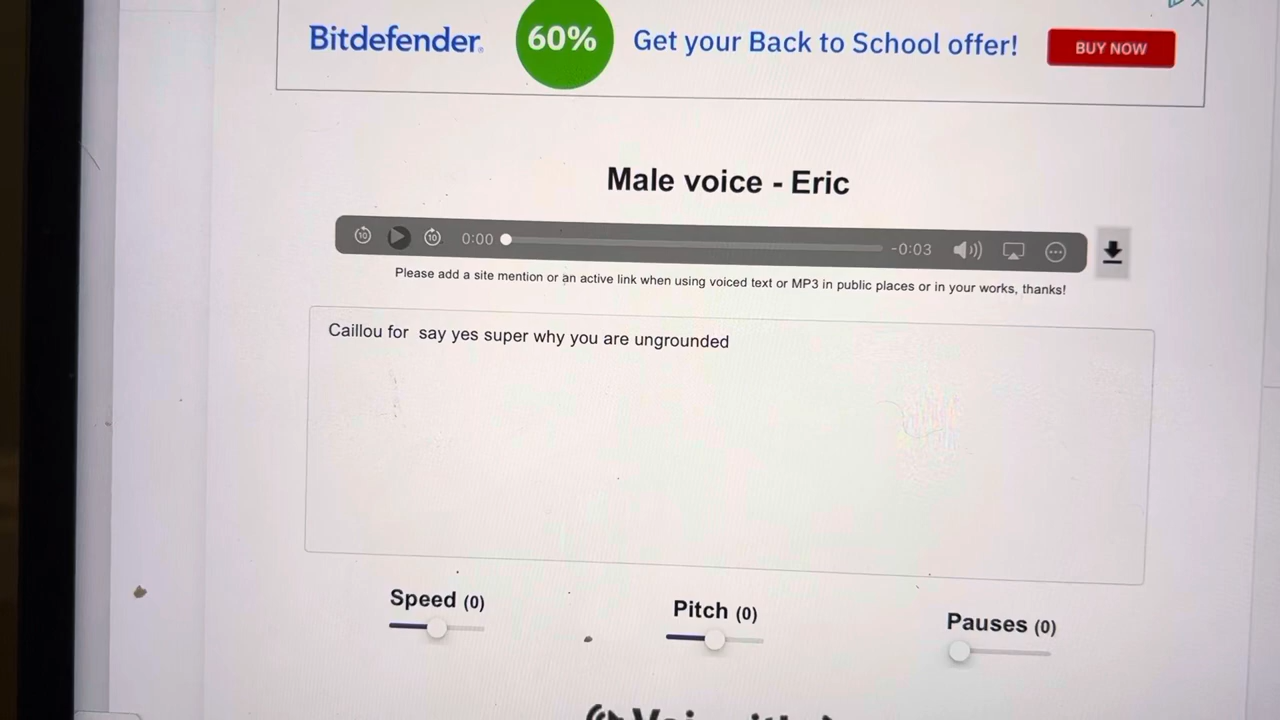 Bitdefender. 60% Get your Back to School offer! BUY NOW
Male voice - Eric
10 10 0:00 -0:03
Please add a site mention or an active link when using voiced text or MP3 in public places or in your works, thanks!
Caillou for  say yes super why you are ungrounded
Speed (0) Pitch (0) Pauses (0)